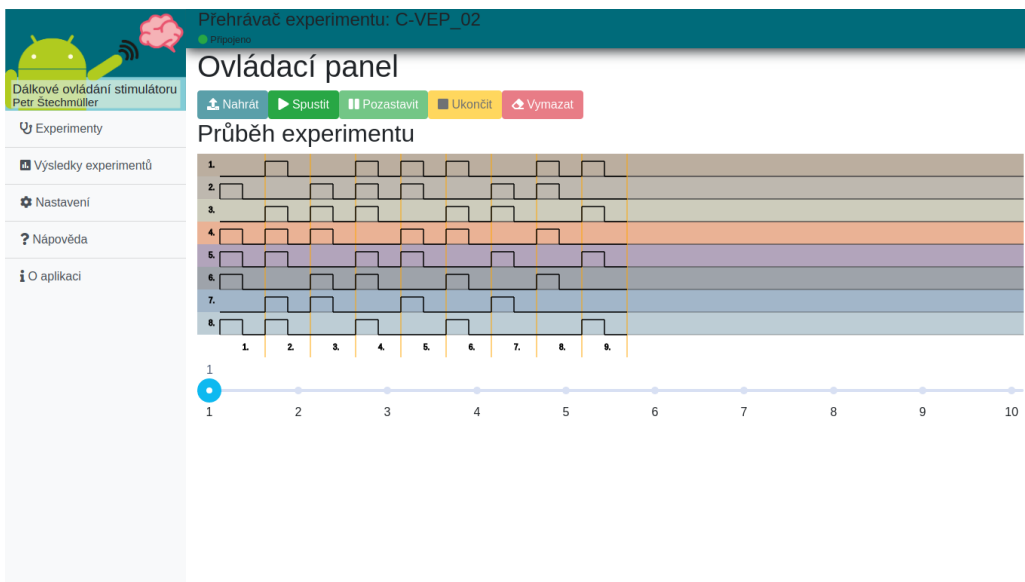 Přehrávač experimentu: C-VEP_02
Připojeno
Dálkové ovládání stimulátoru
Petr Štechmüller
Experimenty
Výsledky experimentů
Nastavení
Nápověda
O aplikaci
Ovládací panel
Nahrát Spustit Pozastavit Ukončit Vymazat
Průběh experimentu
1.
2.
3.
4.
5.
6.
7.
8.
1. 2. 3. 4. 5. 6. 7. 8. 9.
1
1 2 3 4 5 6 7 8 9 10